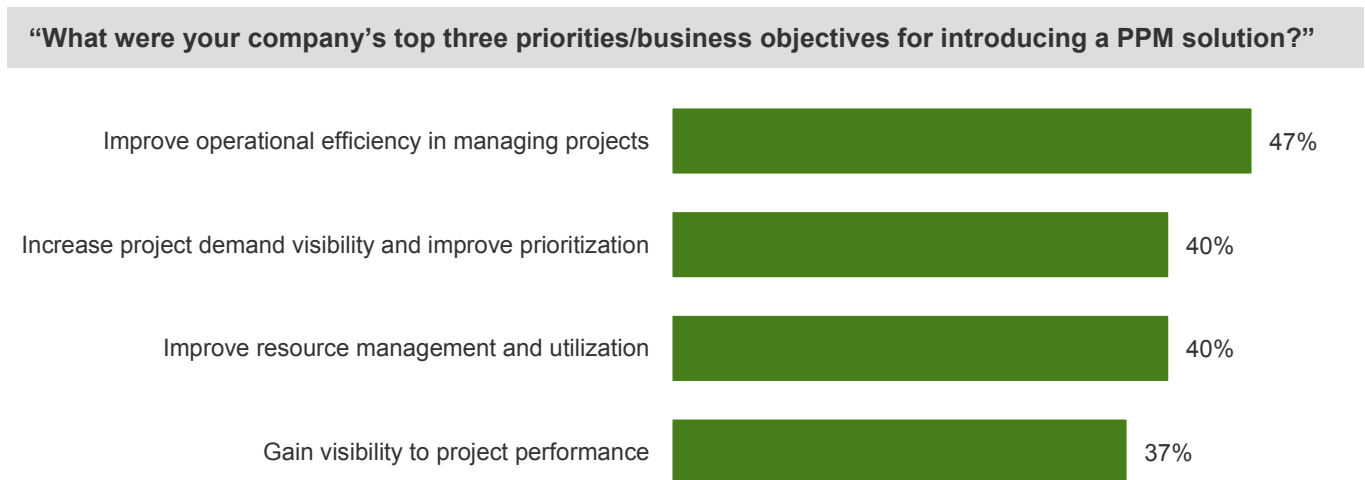 “What were your company’s top three priorities/business objectives for introducing a PPM solution?”
Improve operational efficiency in managing projects 47%
Increase project demand visibility and improve prioritization 40%
Improve resource management and utilization 40%
Gain visibility to project performance 37%